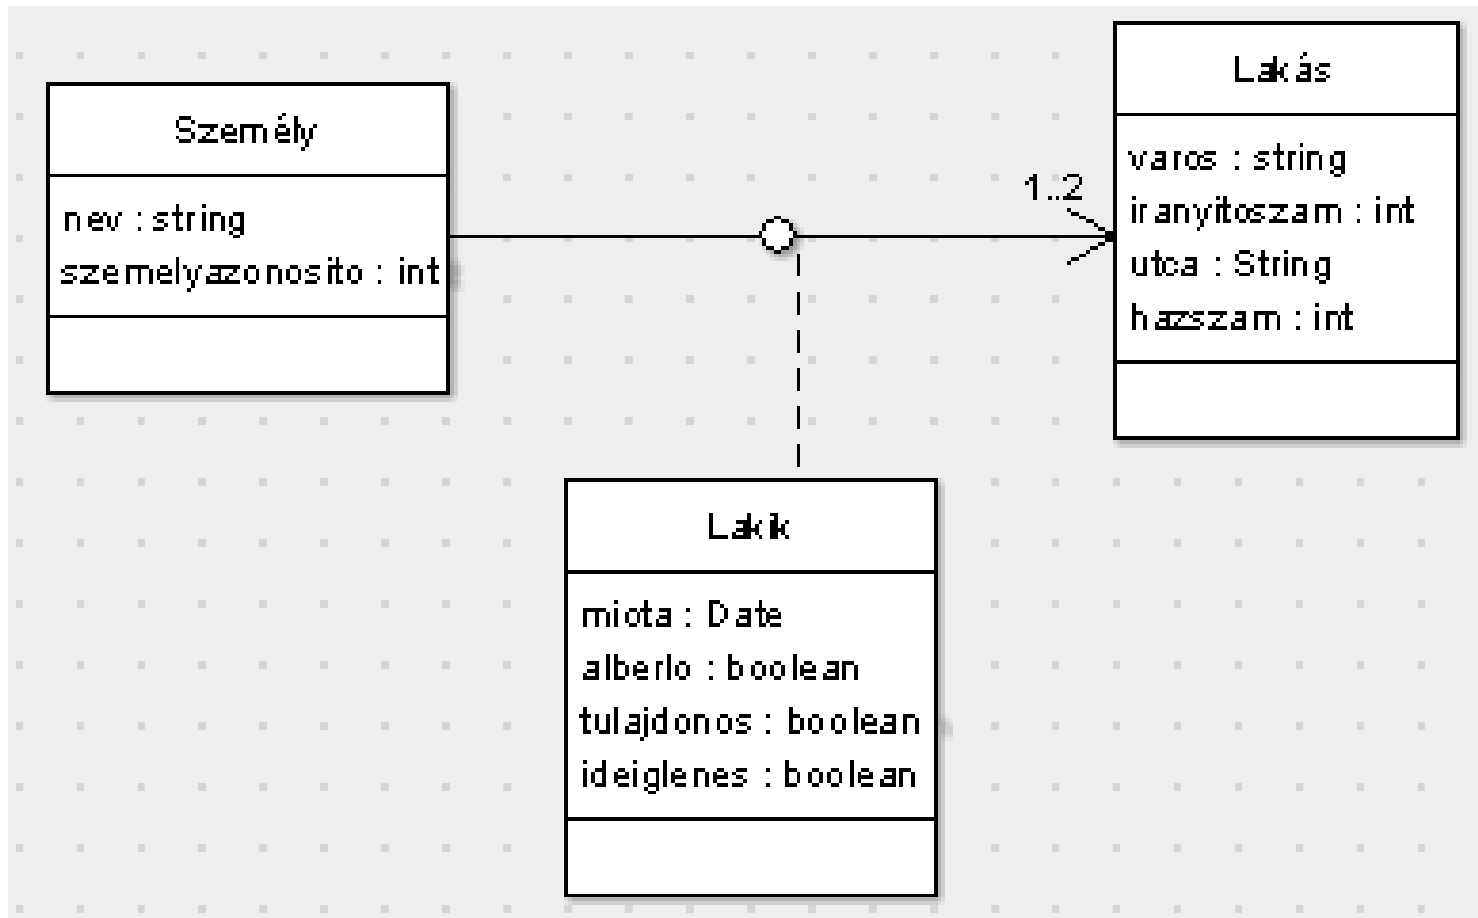 Személy
nev : string
szemelyazonosito : int
1..2
Lakás
varos : string
iranyitoszam : int
utca : String
hazszam : int
Lakik
miota : Date
alberlo : boolean
tulajdonos : boolean
ideiglenes : boolean